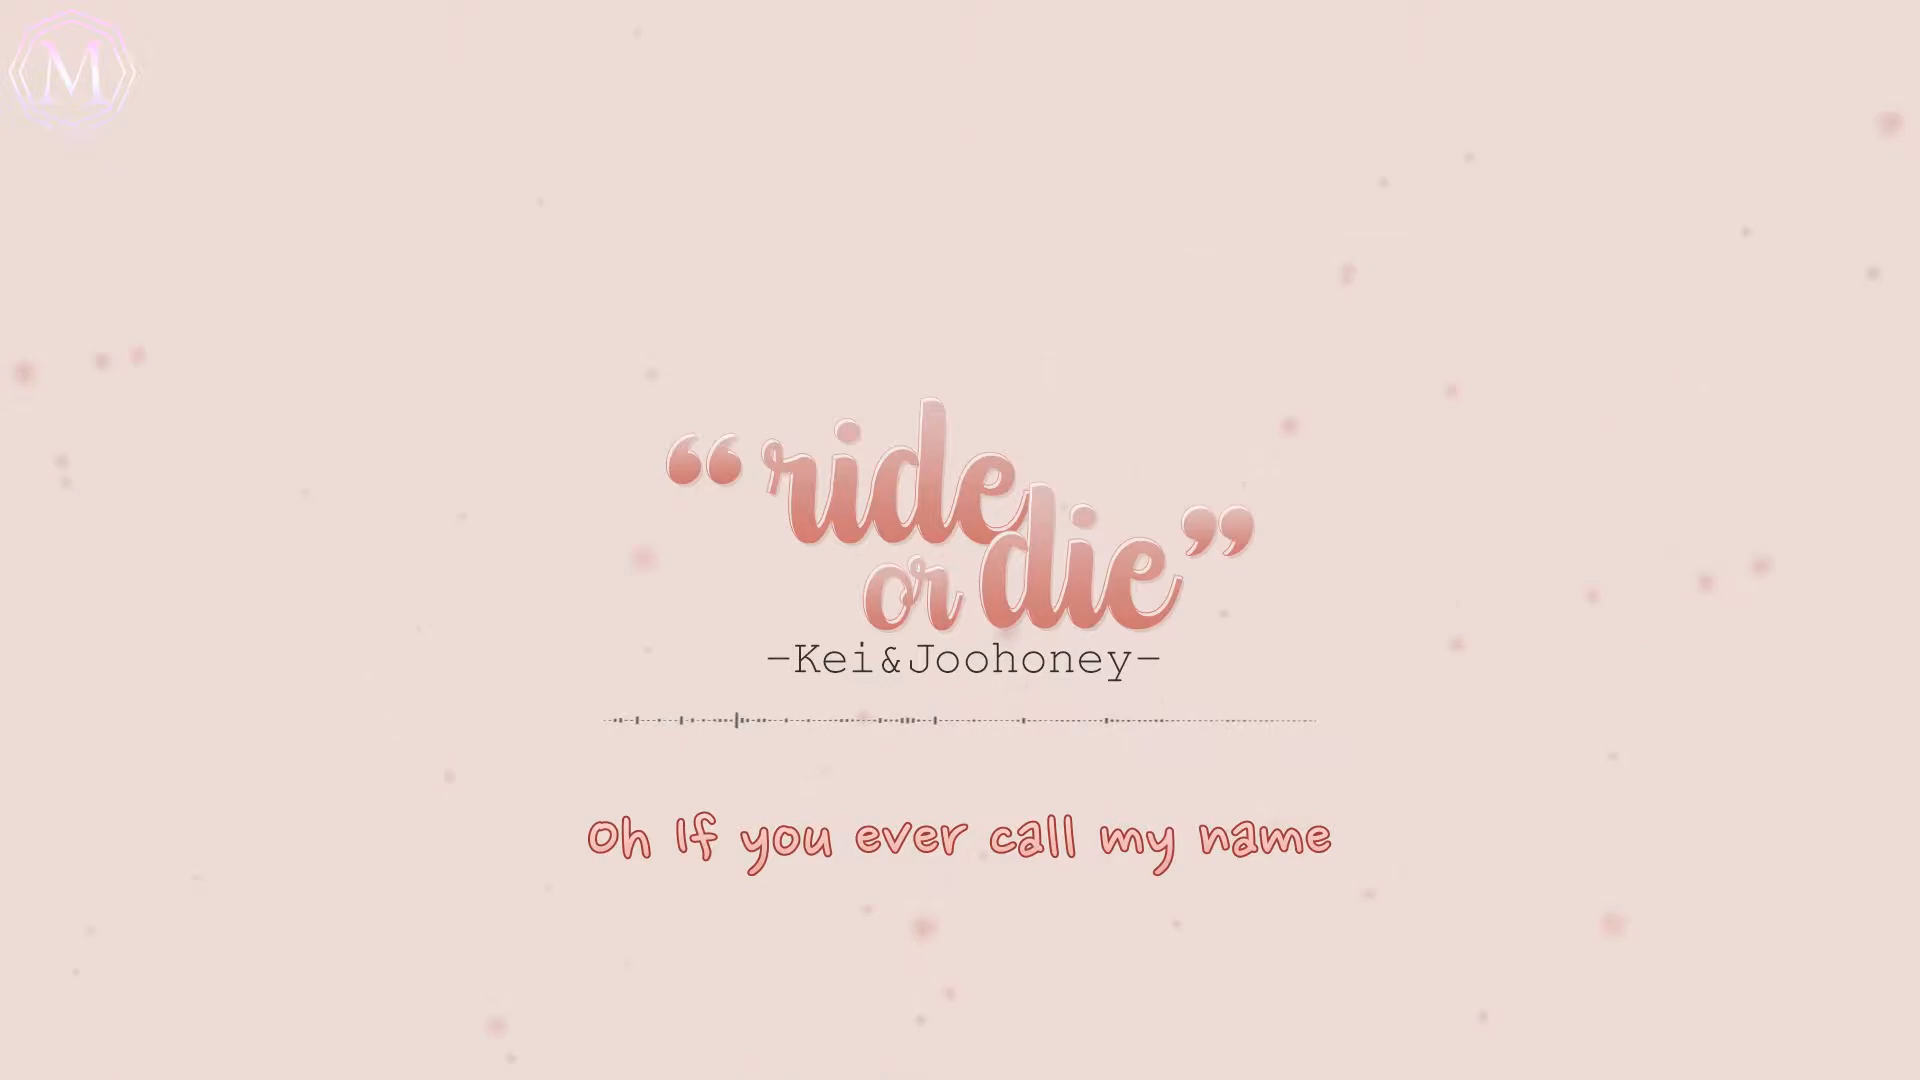 M
“ride
or die”
—Kei&Joohoney—
Oh If you ever call my name